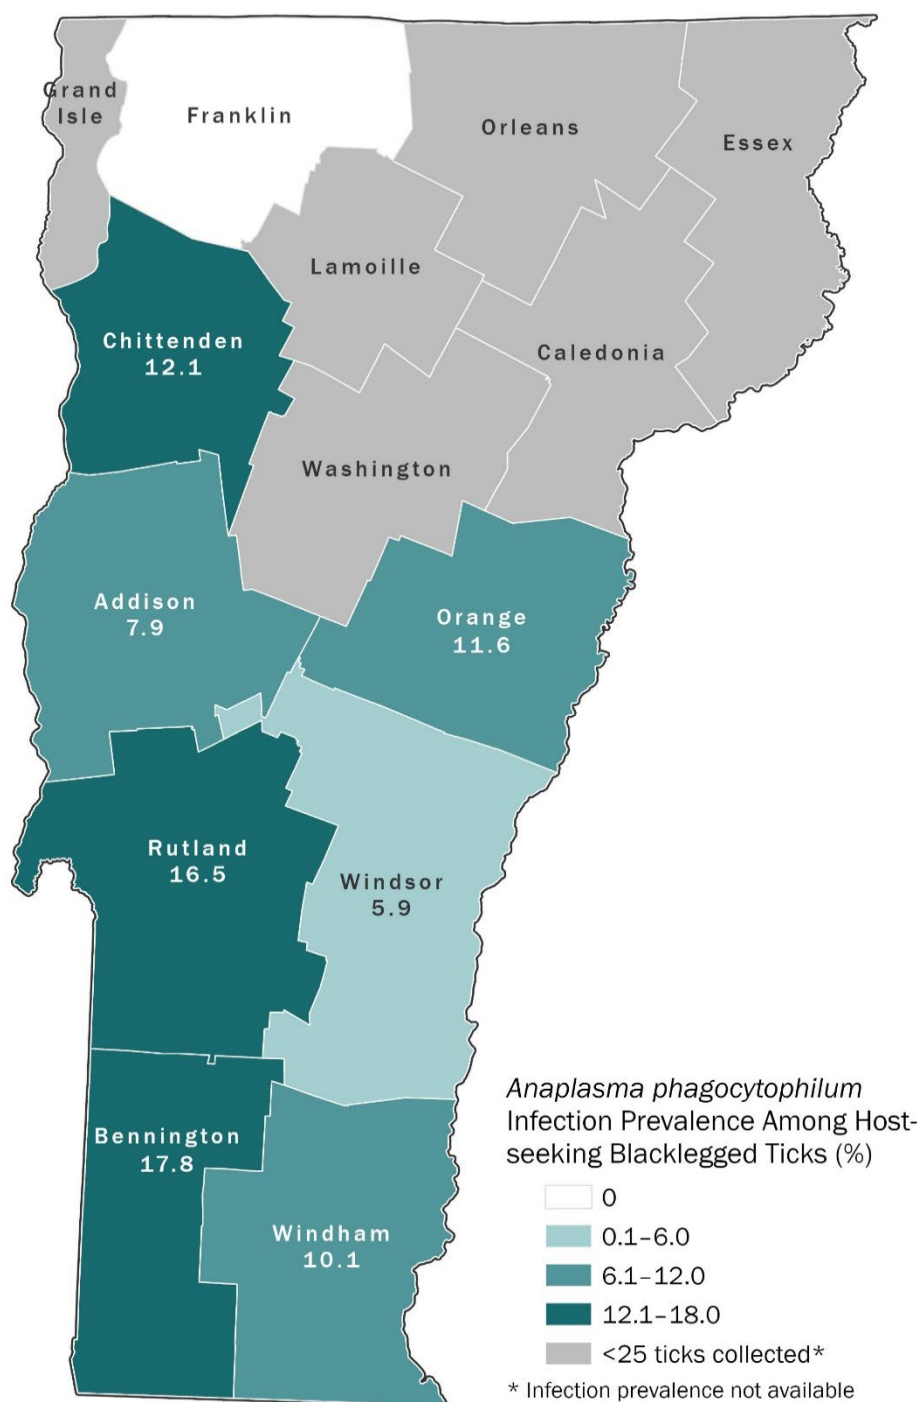 Grand
Isle
Franklin
Orleans
Essex
Lamoille
Chittenden
12.1
Caledonia
Washington
Addison
7.9
Orange
11.6
Rutland
16.5
Windsor
5.9
Bennington
17.8
Windham
10.1
Anaplasma phagocytophilum
Infection Prevalence Among Host-
seeking Blacklegged Ticks (%)
0
0.1–6.0
6.1–12.0
12.1–18.0
<25 ticks collected*
* Infection prevalence not available